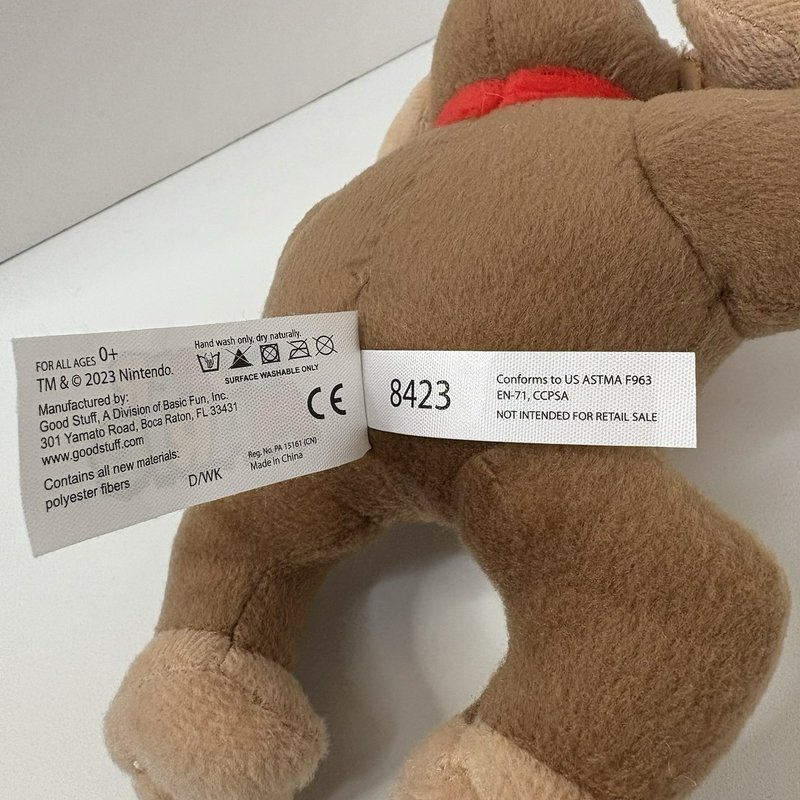 FOR ALL AGES 0+
TM & © 2023 Nintendo.
Manufactured by:
Good Stuff, A Division of Basic Fun, Inc.
301 Yamato Road, Boca Raton, FL 33431
www.goodstuff.com
Contains all new materials:
polyester fibers
D/WK
Hand wash only, dry naturally.
SURFACE WASHABLE ONLY
CE
Reg. No. PA 15161 (CN)
Made in China
8423
Conforms to US ASTMA F963
EN-71, CCPSA
NOT INTENDED FOR RETAIL SALE